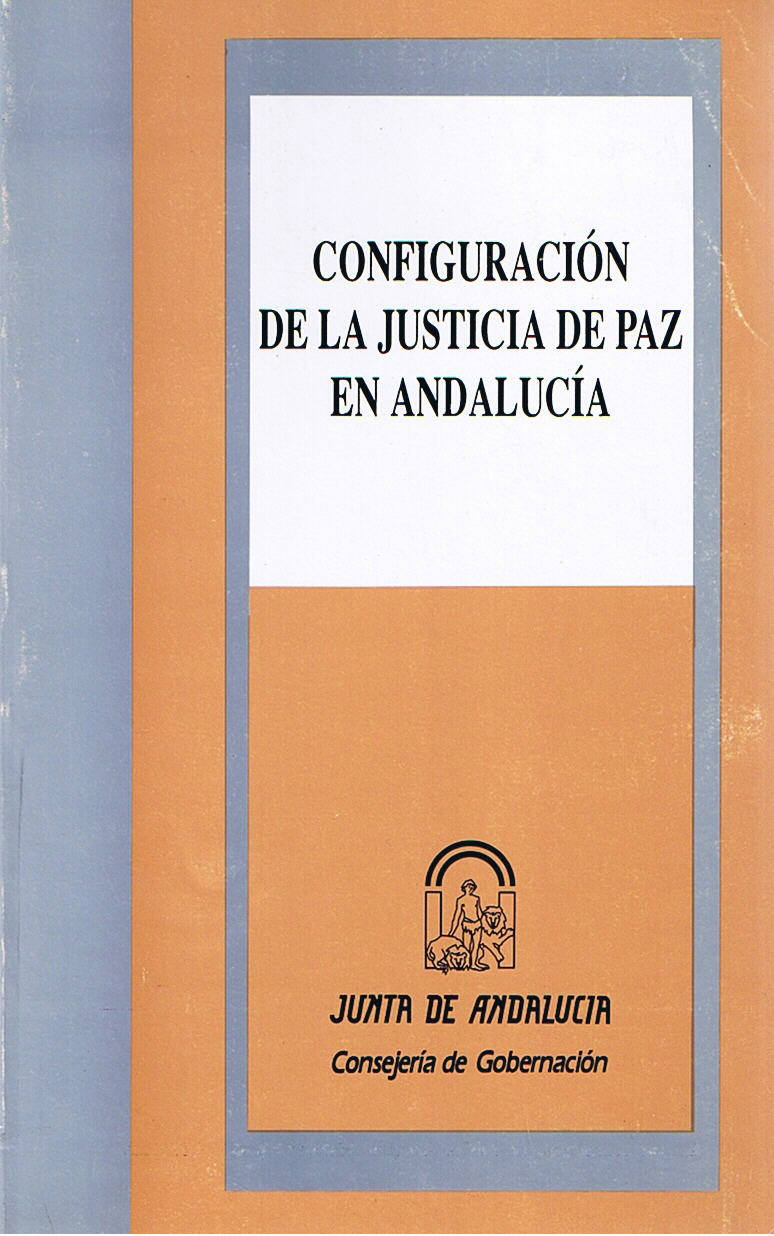 CONFIGURACIÓN
DE LA JUSTICIA DE PAZ
EN ANDALUCÍA
JUNTA DE ANDALUCIA
Consejería de Gobernación